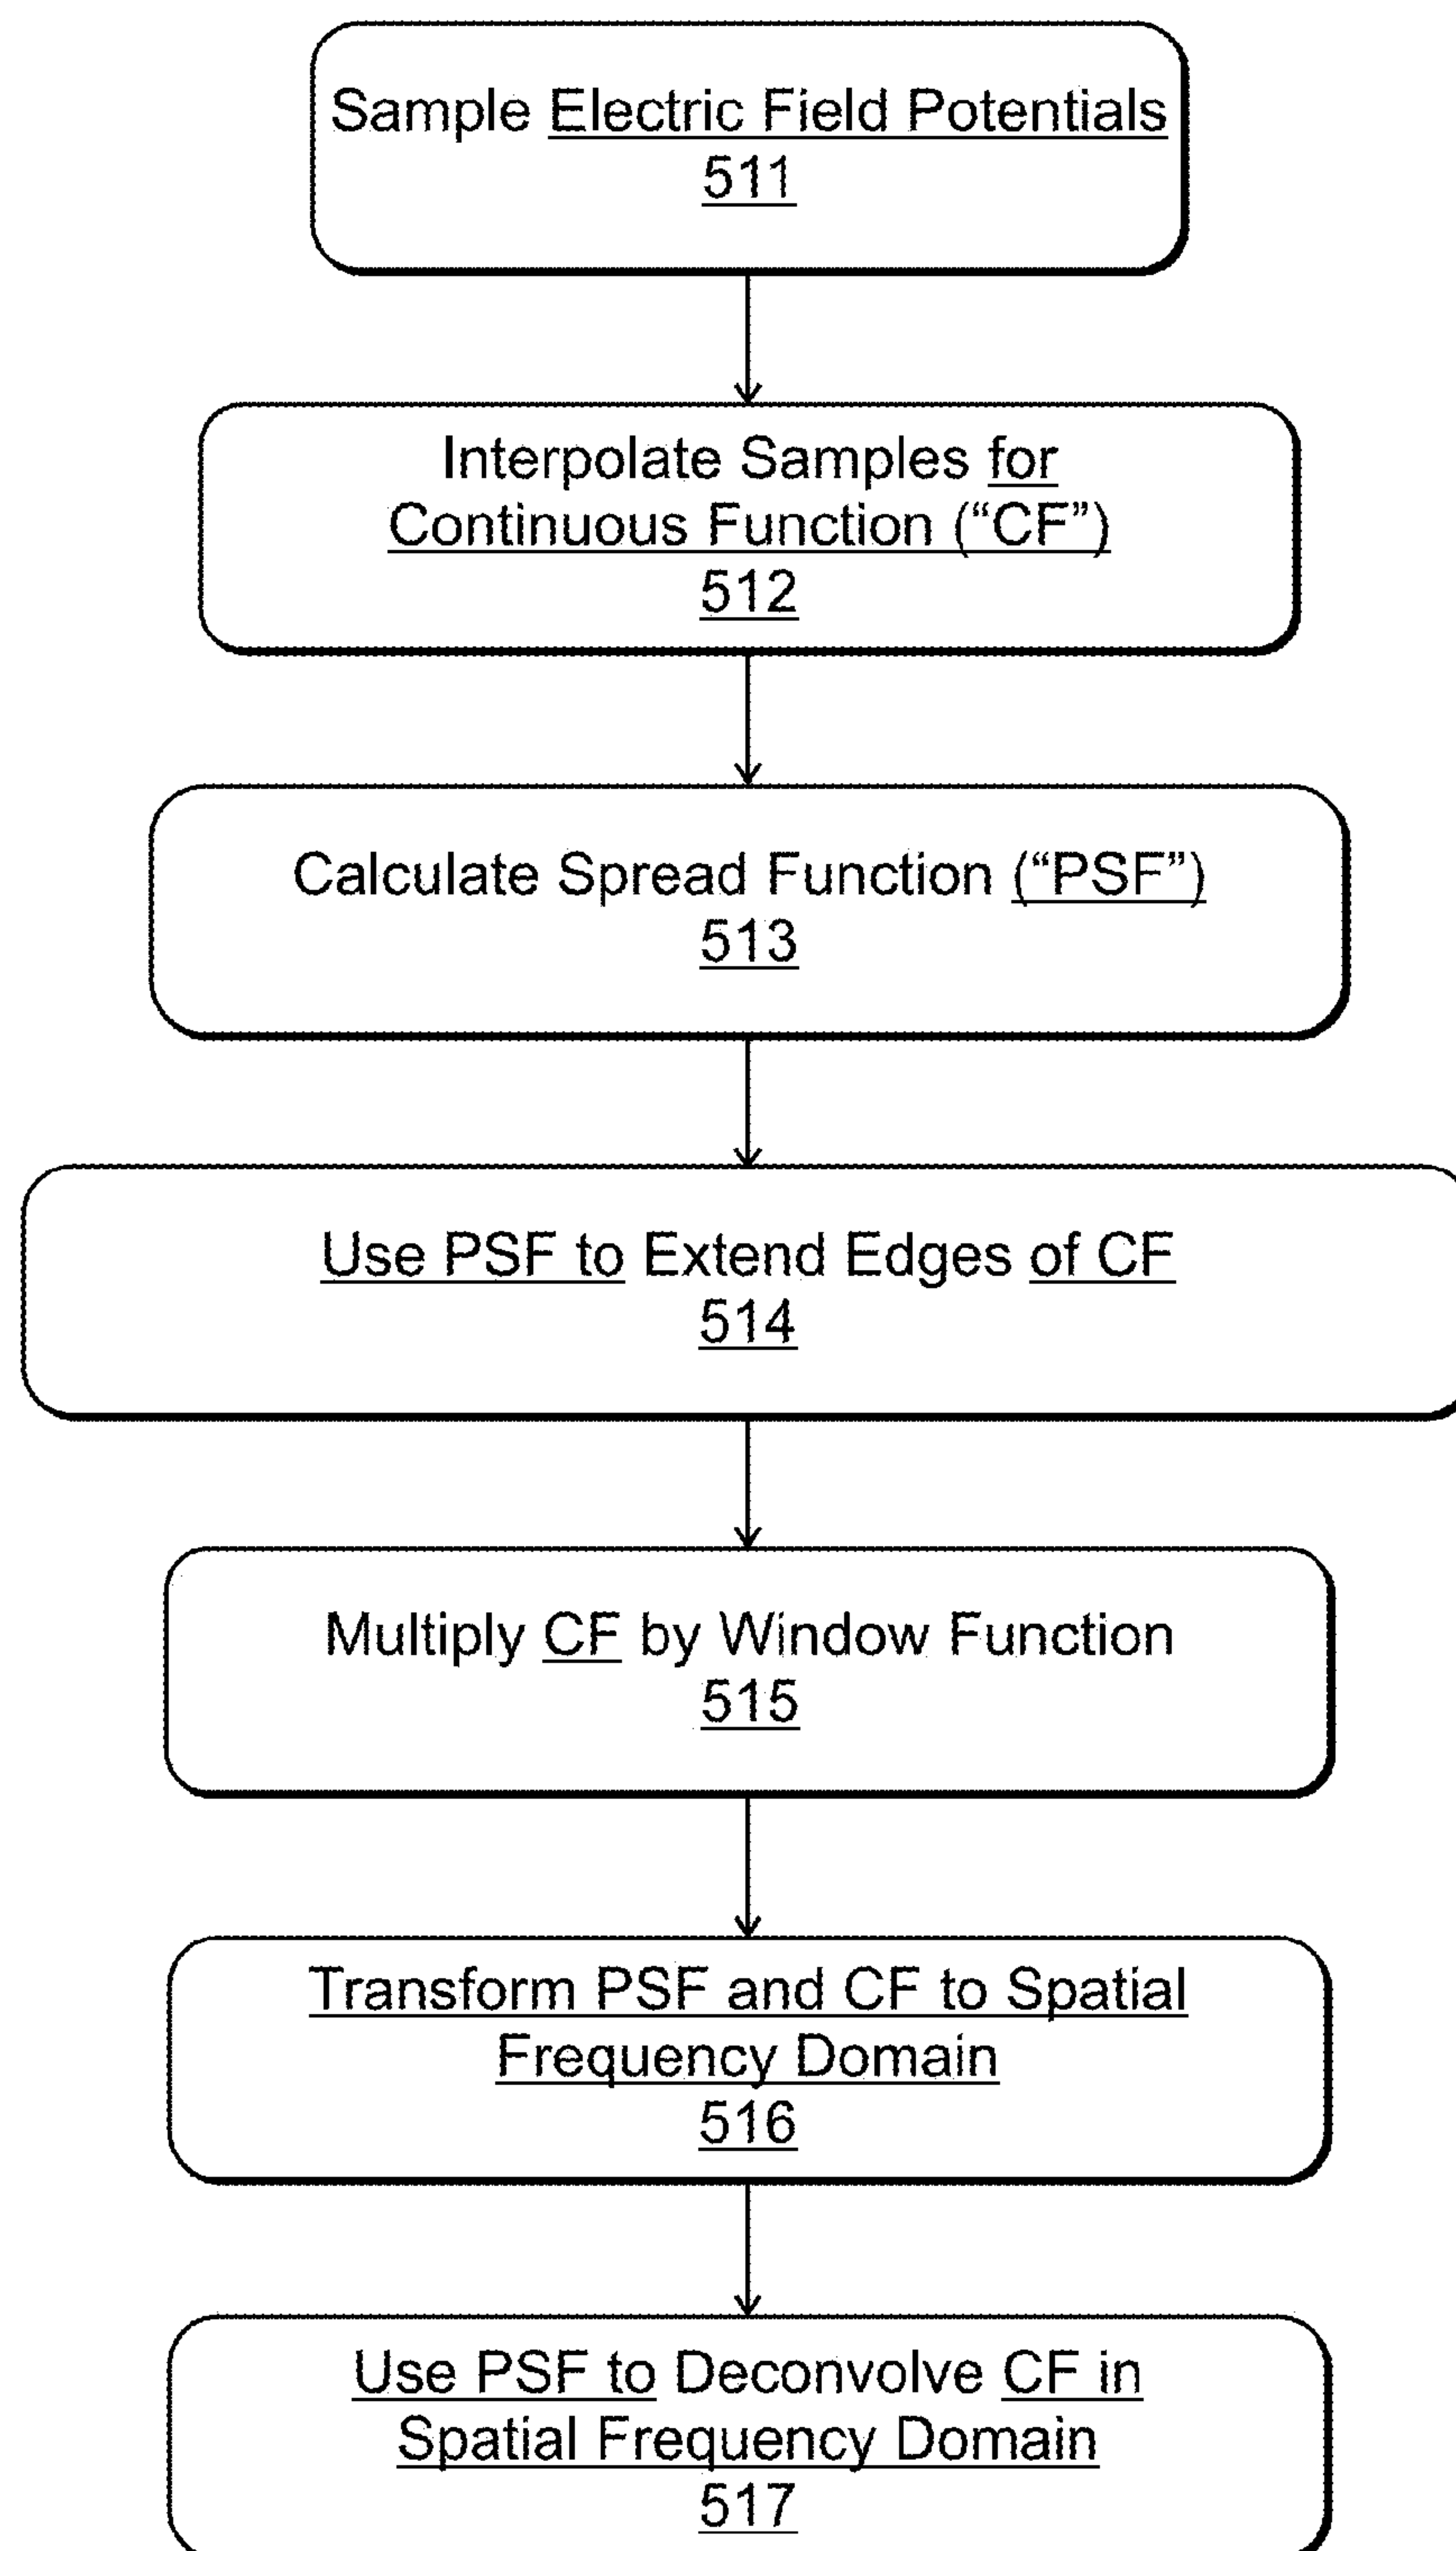 Sample Electric Field Potentials
511
Interpolate Samples for
Continuous Function (“CF”)
512
Calculate Spread Function (“PSF”)
513
Use PSF to Extend Edges of CF
514
Multiply CF by Window Function
515
Transform PSF and CF to Spatial
Frequency Domain
516
Use PSF to Deconvolve CF in
Spatial Frequency Domain
517